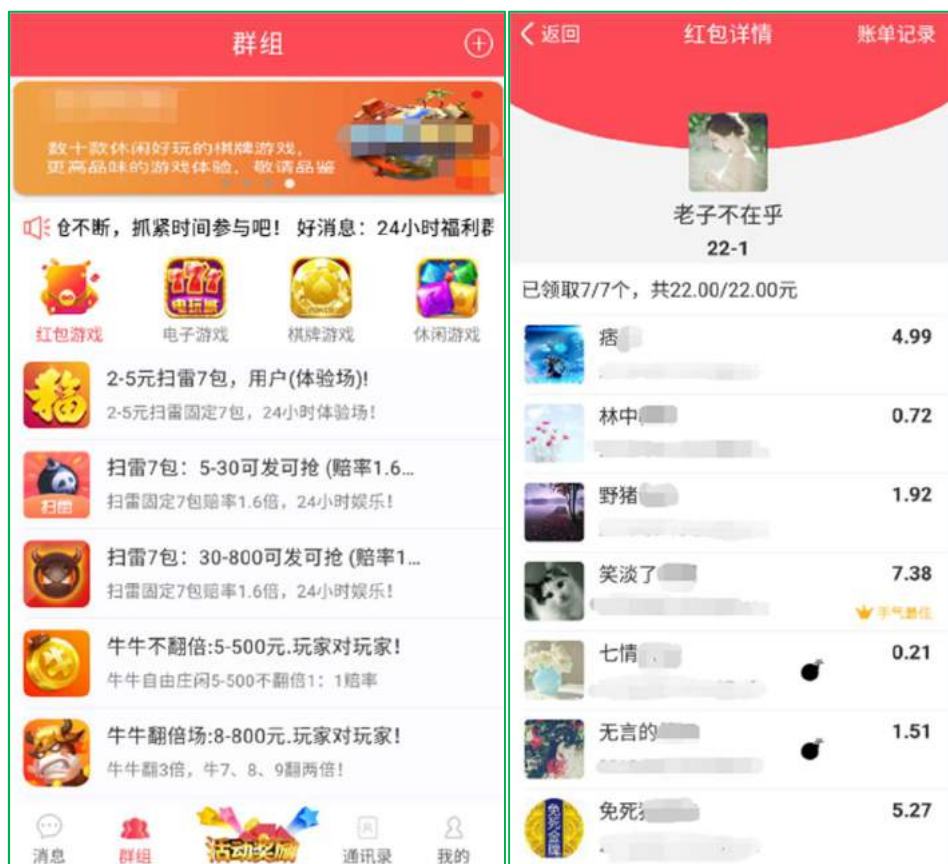 群组
数十款休闲好玩的棋牌游戏，
更高品味的游戏体验，敬请品鉴
仓不断，抓紧时间参与吧！ 好消息：24小时福利群
红包游戏
电子游戏
棋牌游戏
休闲游戏
2-5元扫雷7包，用户(体验场)!
2-5元扫雷固定7包，24小时体验场！
扫雷7包：5-30可发可抢 (赔率1.6...
扫雷
扫雷固定7包赔率1.6倍，24小时娱乐！
扫雷7包：30-800可发可抢 (赔率1...
扫雷固定7包赔率1.6倍，24小时娱乐！
牛牛不翻倍:5-500元.玩家对玩家!
牛牛自由庄闲5-500不翻倍1：1赔率
牛牛翻倍场:8-800元.玩家对玩家!
牛牛翻3倍，牛7、8、9翻两倍！
消息
群组
活动奖励
通讯录
我的
返回
红包详情
账单记录
老子不在乎
22-1
已领取7/7个，共22.00/22.00元
痞
4.99
林中
0.72
野猪
1.92
笑淡了
7.38
手气最佳
七情
0.21
无言的
1.51
免死
5.27